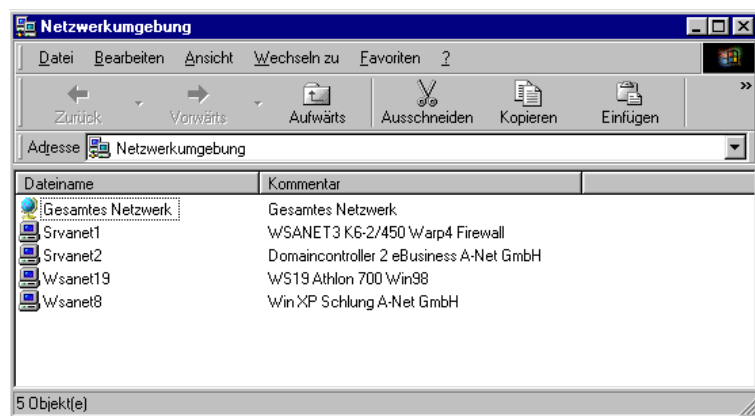 Netzwerkumgebung
Datei Bearbeiten Ansicht Wechseln zu Favoriten ?
Zurück Vorwärts Aufwärts Ausschneiden Kopieren Einfügen »
Adresse Netzwerkumgebung
Dateiname Kommentar
Gesamtes Netzwerk Gesamtes Netzwerk
Srvanet1 WSANET3 K6-2/450 Warp4 Firewall
Srvanet2 Domaincontroller 2 eBusiness A-Net GmbH
Wsanet19 WS19 Athlon 700 Win98
Wsanet8 Win XP Schlung A-Net GmbH
5 Objekt(e)